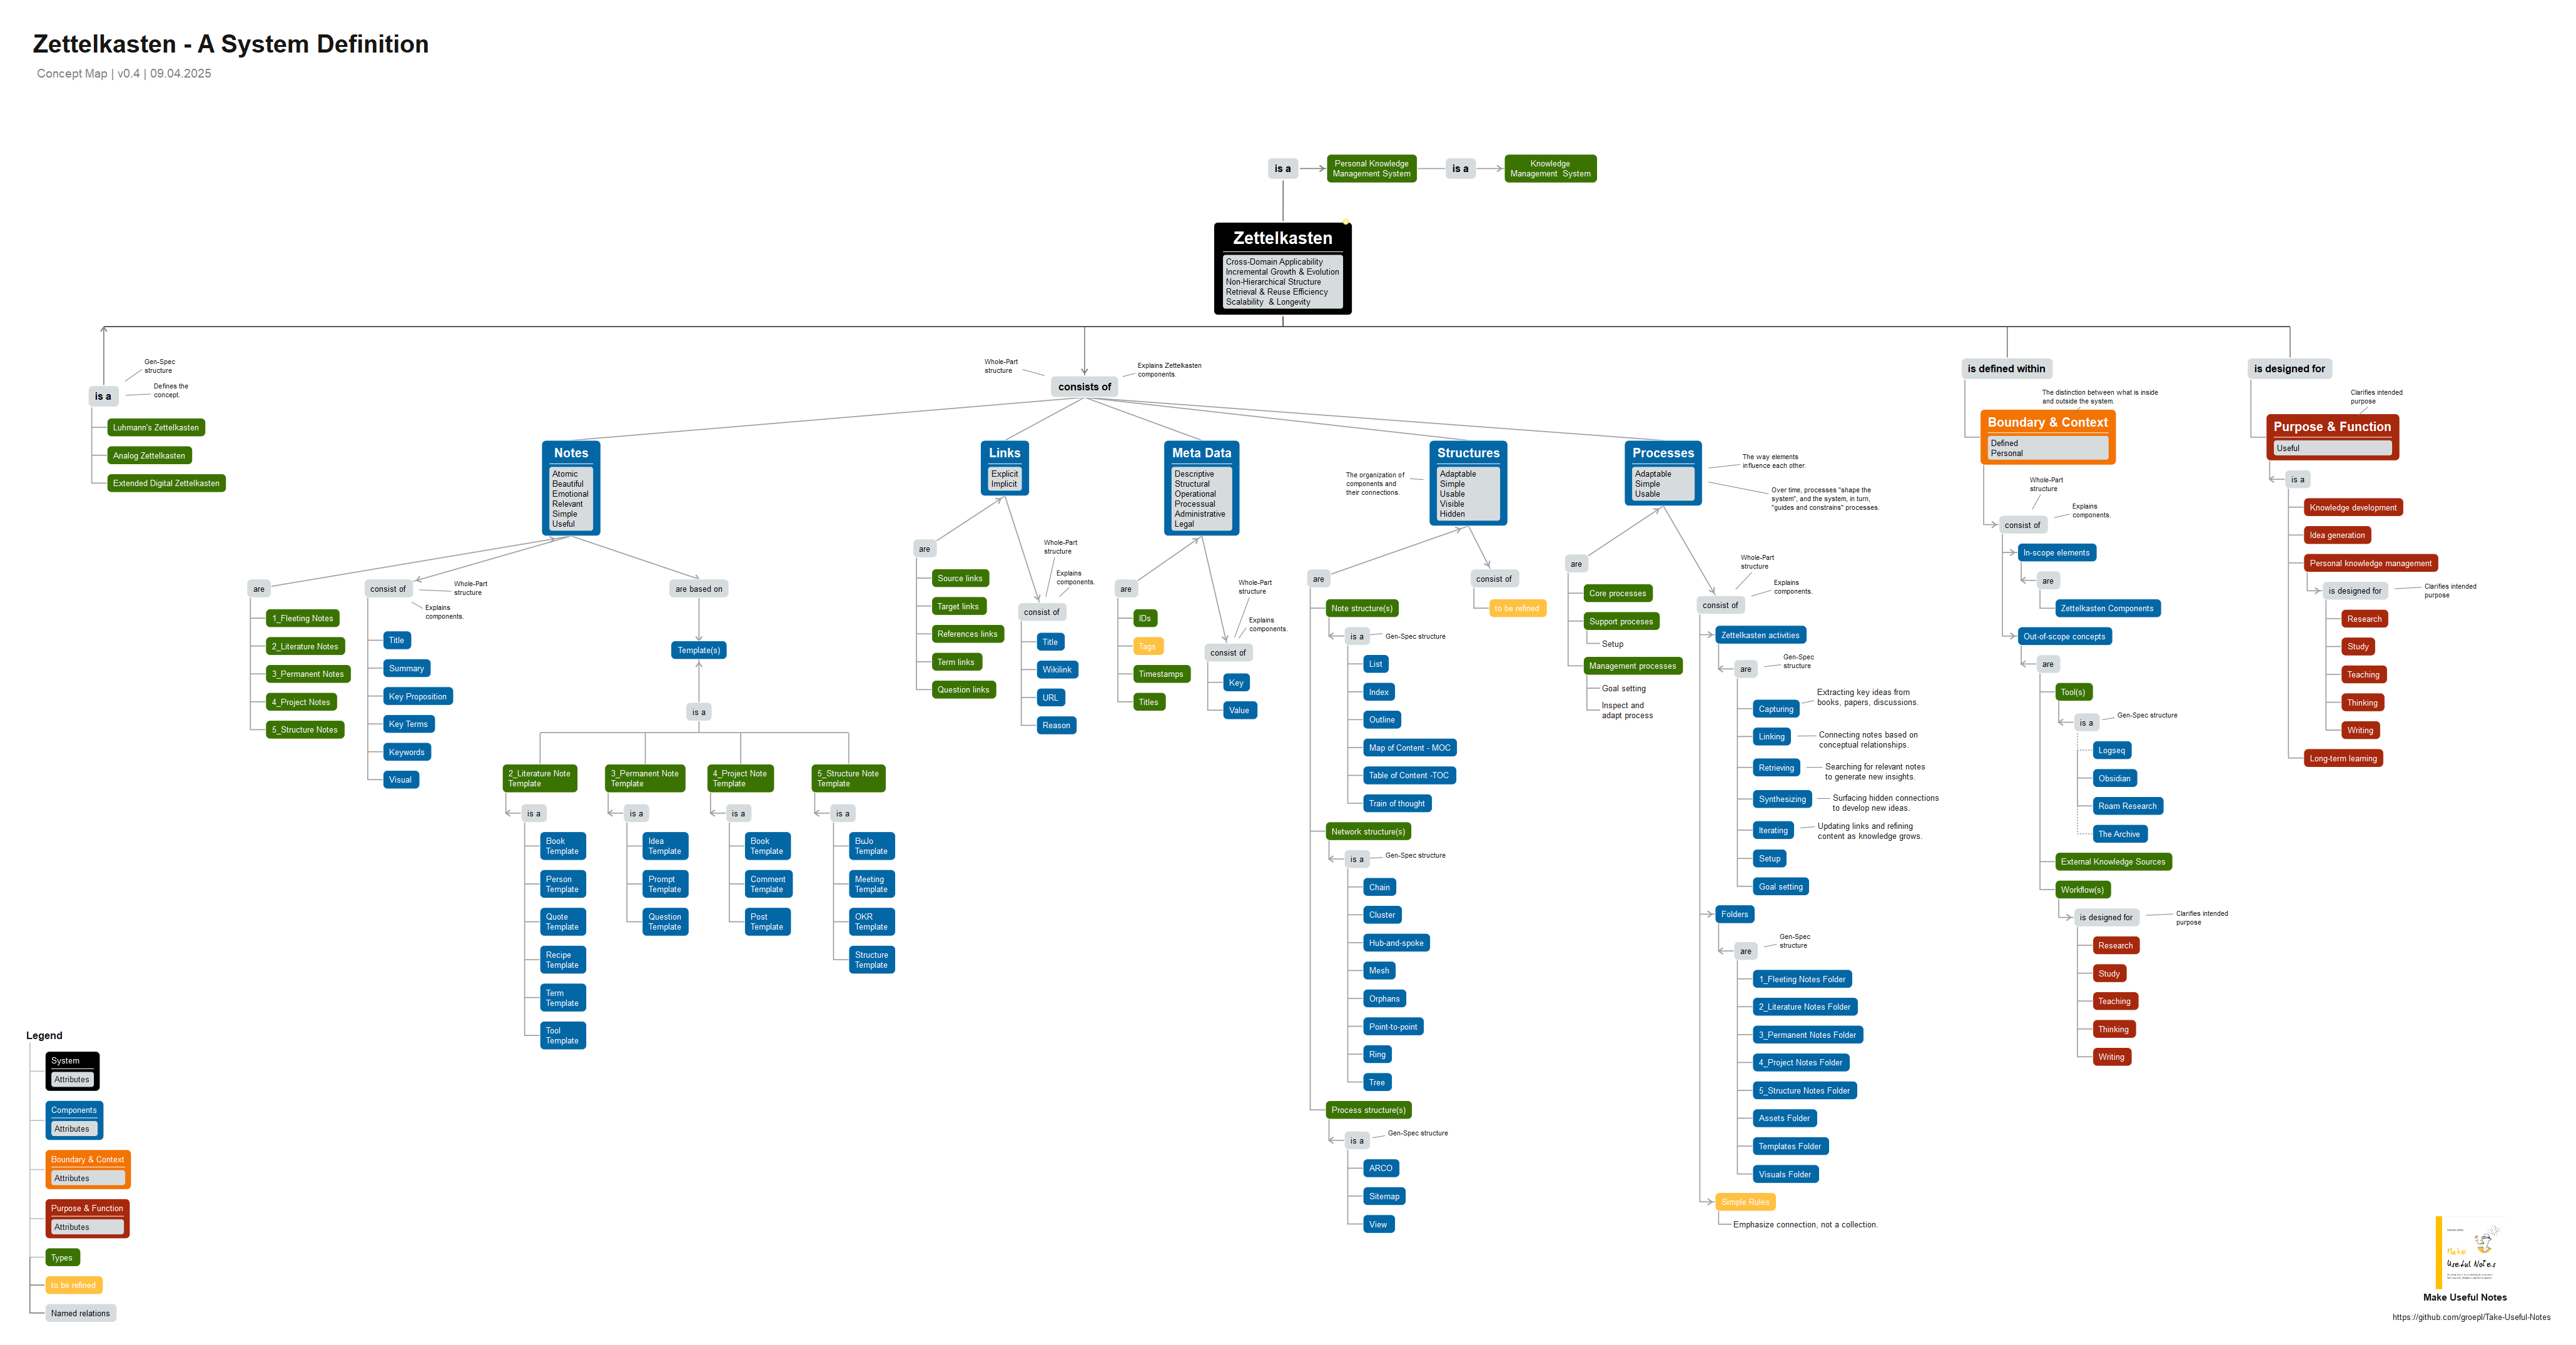 Zettelkasten - A System Definition
Concept Map | v0.4 | 09.04.2025
is a
Personal Knowledge
Management System
is a
Knowledge
Management System
Zettelkasten
Cross-Domain Applicability
Incremental Growth & Evolution
Non-Hierarchical Structure
Retrieval & Reuse Efficiency
Scalability & Longevity
Gen-Spec
structure
Defines the
concept.
is a
Luhmann's Zettelkasten
Analog Zettelkasten
Extended Digital Zettelkasten
Whole-Part
structure
Explains Zettelkasten
components.
consists of
Notes
Atomic
Beautiful
Emotional
Relevant
Simple
Useful
are
1_Fleeting Notes
2_Literature Notes
3_Permanent Notes
4_Project Notes
5_Structure Notes
consist of
Whole-Part
structure
Explains
components.
Title
Summary
Key Proposition
Key Terms
Keywords
Visual
are based on
Template(s)
is a
2_Literature Note
Template
is a
Book
Template
Person
Template
Quote
Template
Recipe
Template
Term
Template
Tool
Template
3_Permanent Note
Template
is a
Idea
Template
Prompt
Template
Question
Template
4_Project Note
Template
is a
Book
Template
Comment
Template
Post
Template
5_Structure Note
Template
is a
BuJo
Template
Meeting
Template
OKR
Template
Structure
Template
Links
Explicit
Implicit
are
Source links
Target links
References links
Term links
Question links
Whole-Part
structure
Explains
components.
consist of
Title
Wikilink
URL
Reason
Meta Data
Descriptive
Structural
Operational
Processual
Administrative
Legal
are
IDs
Tags
Timestamps
Titles
Whole-Part
structure
Explains
components.
consist of
Key
Value
Structures
Adaptable
Simple
Usable
Visible
Hidden
The organization of
components and
their connections.
are
Note structure(s)
is a
Gen-Spec structure
List
Index
Outline
Map of Content - MOC
Table of Content -TOC
Train of thought
Network structure(s)
is a
Gen-Spec structure
Chain
Cluster
Hub-and-spoke
Mesh
Orphans
Point-to-point
Ring
Tree
Process structure(s)
is a
Gen-Spec structure
ARCO
Sitemap
View
consist of
to be refined
Processes
Adaptable
Simple
Usable
The way elements
influence each other.
Over time, processes "shape the
system", and the system, in turn,
"guides and constrains" processes.
are
Core processes
Support proceses
Setup
Management processes
Goal setting
Inspect and
adapt process
Whole-Part
structure
Explains
components.
consist of
Zettelkasten activities
are
Gen-Spec
structure
Capturing
Extracting key ideas from
books, papers, discussions.
Linking
Connecting notes based on
conceptual relationships.
Retrieving
Searching for relevant notes
to generate new insights.
Synthesizing
Surfacing hidden connections
to develop new ideas.
Iterating
Updating links and refining
content as knowledge grows.
Setup
Goal setting
Folders
are
Gen-Spec
structure
1_Fleeting Notes Folder
2_Literature Notes Folder
3_Permanent Notes Folder
4_Project Notes Folder
5_Structure Notes Folder
Assets Folder
Templates Folder
Visuals Folder
Simple Rules
Emphasize connection, not a collection.
is defined within
The distinction between what is inside
and outside the system.
Boundary & Context
Defined
Personal
Whole-Part
structure
Explains
components.
consist of
In-scope elements
are
Zettelkasten Components
Out-of-scope concepts
are
Tool(s)
is a
Gen-Spec structure
Logseq
Obsidian
Roam Research
The Archive
External Knowledge Sources
Workflow(s)
is designed for
Clarifies intended
purpose
Research
Study
Teaching
Thinking
Writing
is designed for
Clarifies intended
purpose
Purpose & Function
Useful
is a
Knowledge development
Idea generation
Personal knowledge management
is designed for
Clarifies intended
purpose
Research
Study
Teaching
Thinking
Writing
Long-term learning
Legend
System
Attributes
Components
Attributes
Boundary & Context
Attributes
Purpose & Function
Attributes
Types
to be refined
Named relations
Make
Useful Notes
Make Useful Notes
https://github.com/groepl/Take-Useful-Notes